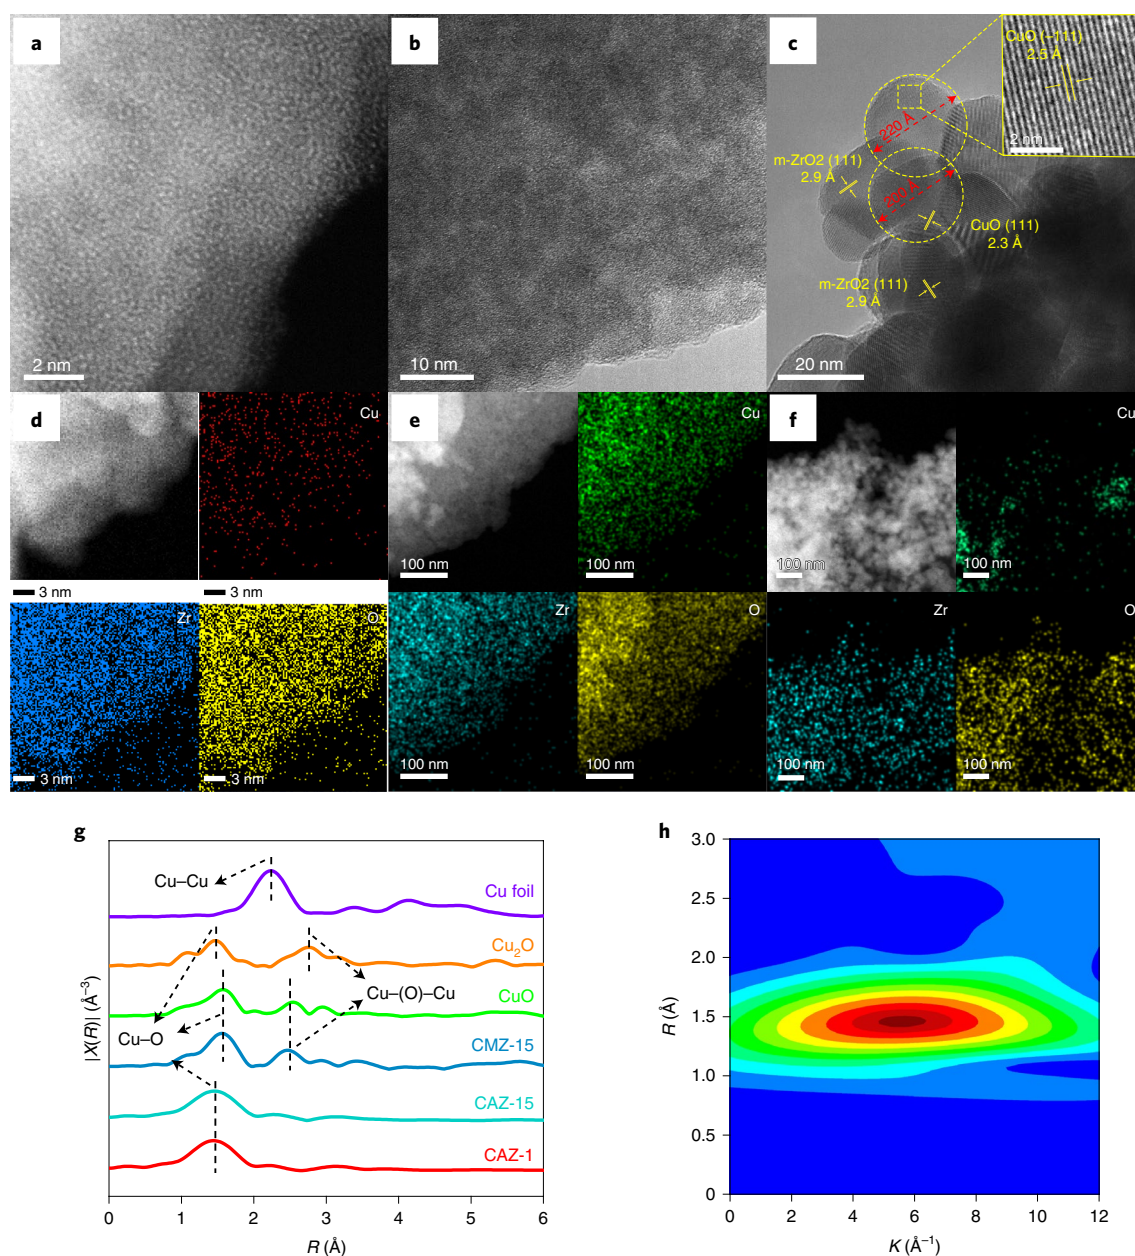 a
2 nm
b
10 nm
c
CuO (−111)
2.5 Å
2 nm
220 Å
m-ZrO2 (111)
2.9 Å
200 Å
CuO (111)
2.3 Å
m-ZrO2 (111)
2.9 Å
20 nm
d
Cu
3 nm
3 nm
Zr
3 nm
O
3 nm
e
100 nm
Cu
100 nm
Zr
100 nm
O
100 nm
f
100 nm
Cu
100 nm
Zr
100 nm
O
100 nm
g
Cu–Cu
Cu foil
Cu₂O
Cu–(O)–Cu
CuO
Cu–O
CMZ-15
CAZ-15
CAZ-1
|X(R)| (Å⁻³)
0 1 2 3 4 5 6
R (Å)
h
3.0
2.5
2.0
1.5
1.0
0.5
0
R (Å)
0 2 4 6 8 10 12
K (Å⁻¹)